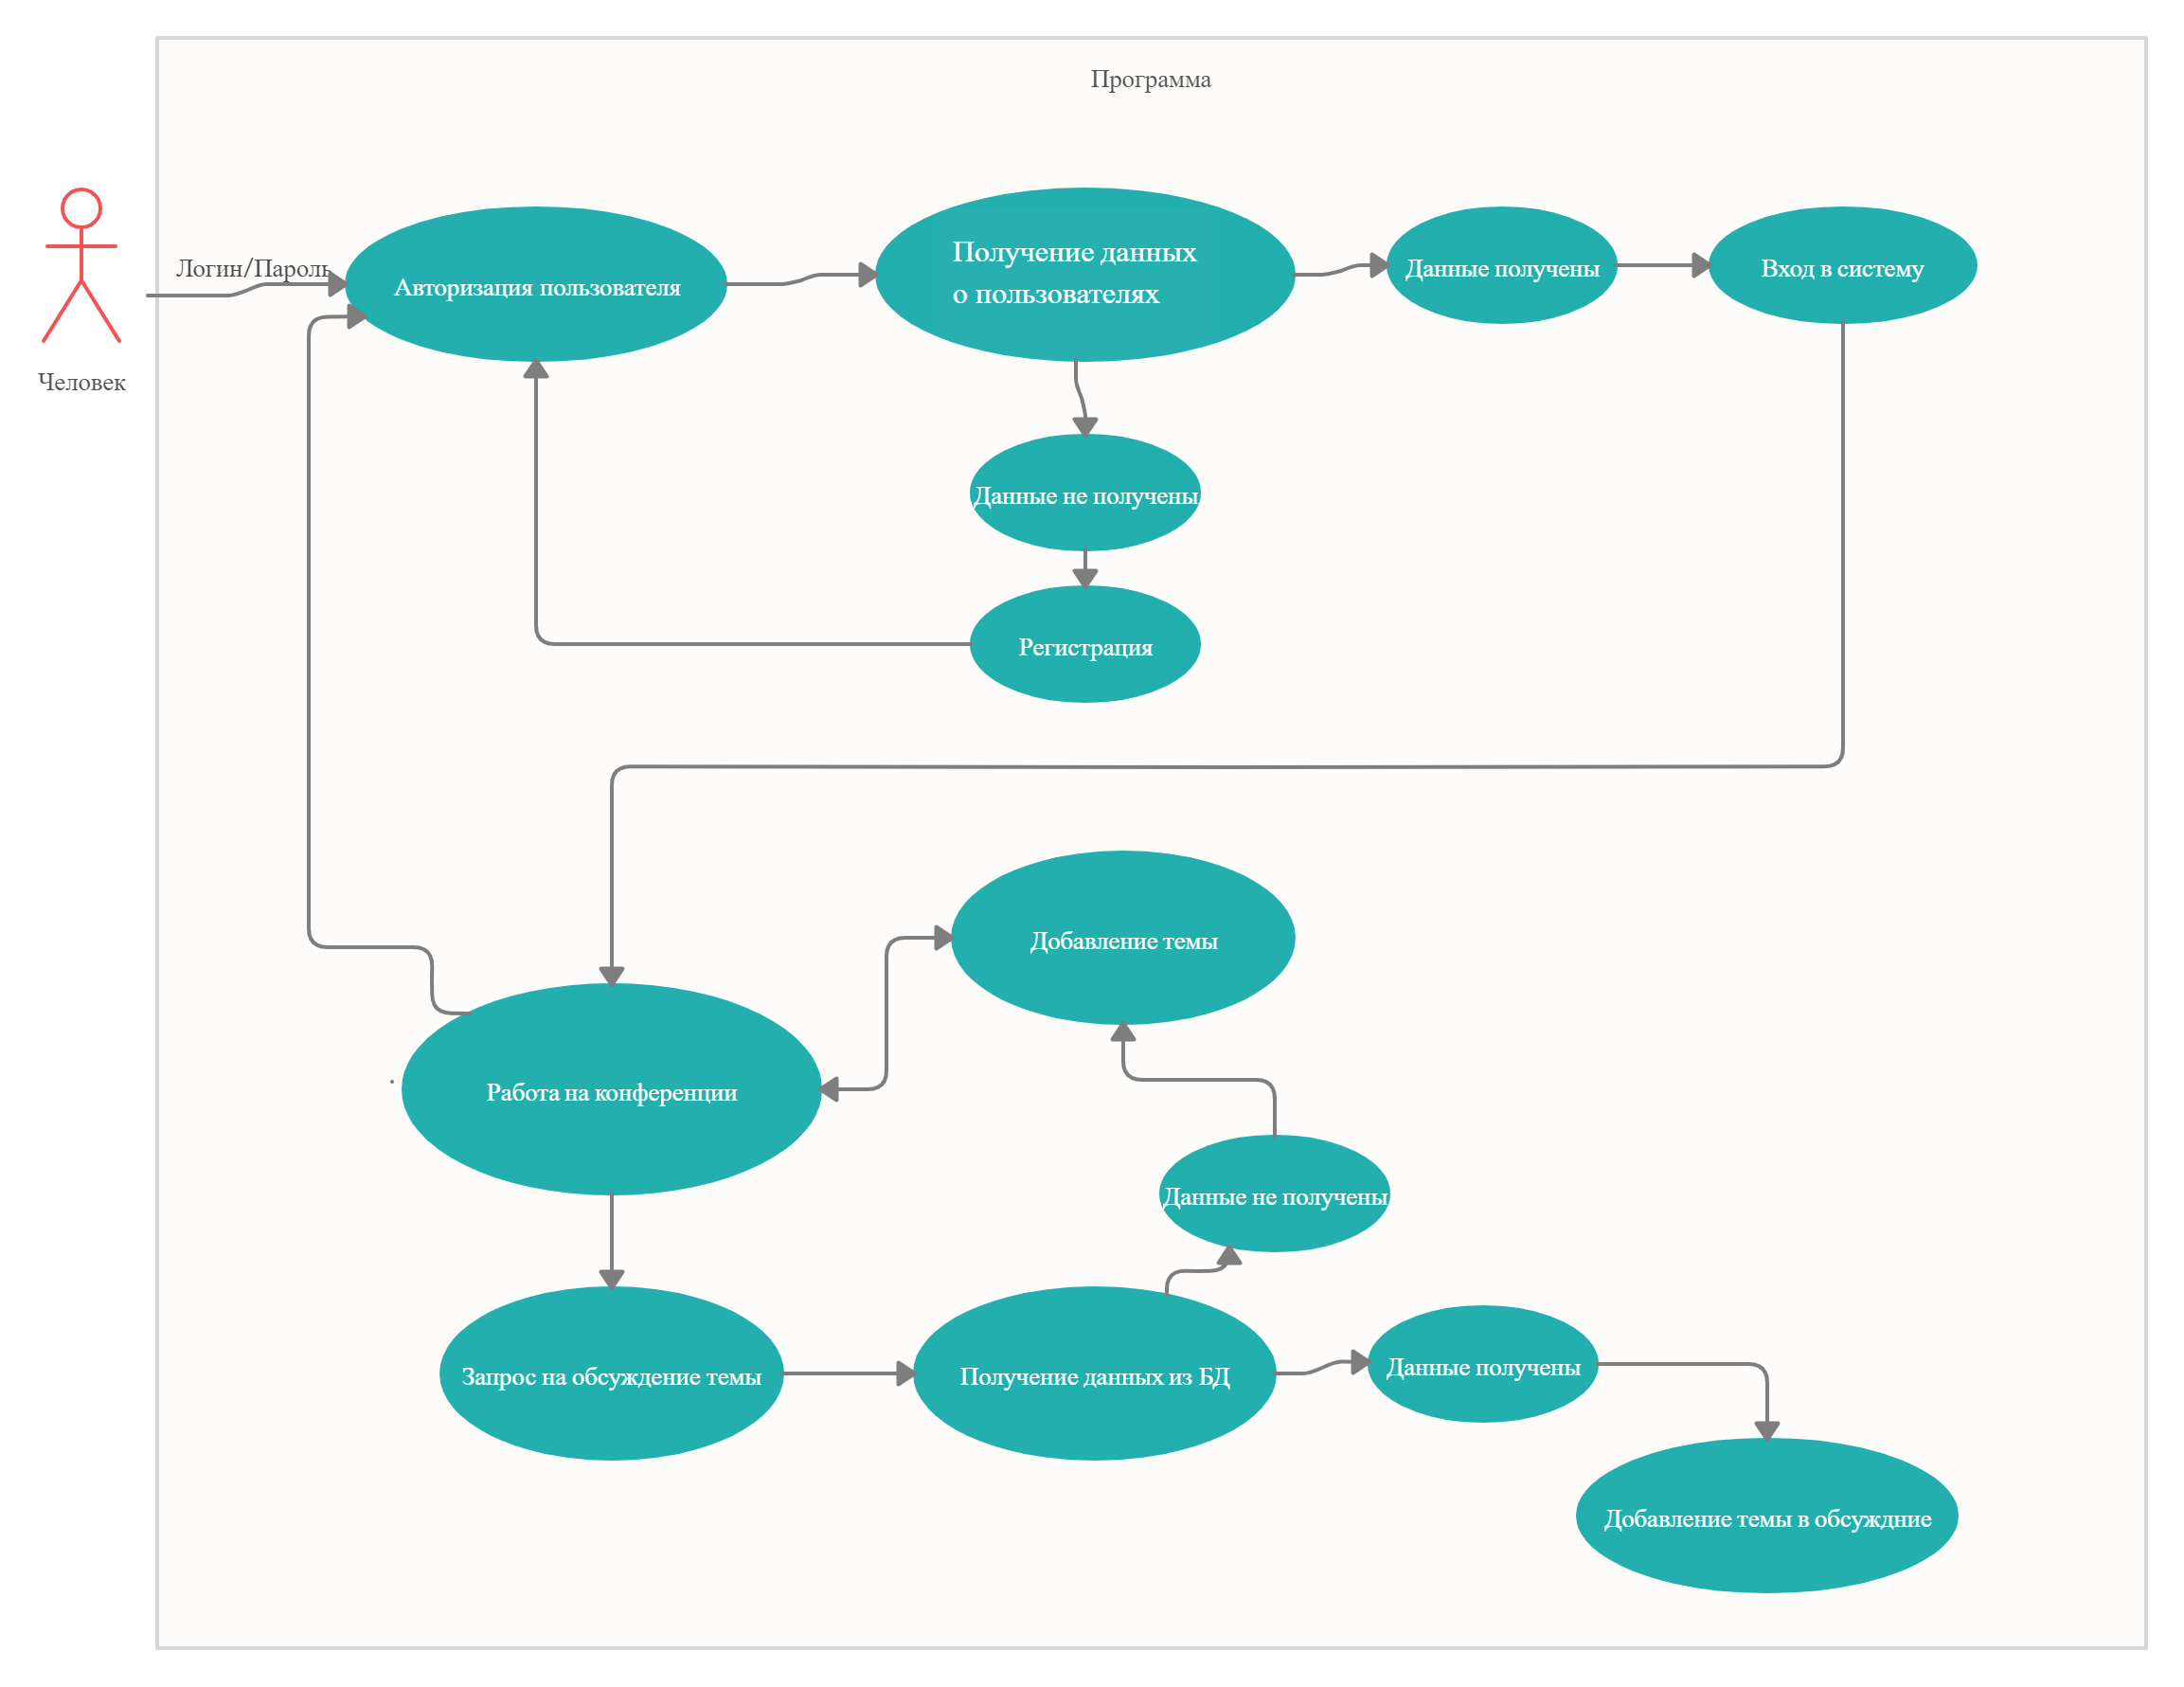 Программа
Человек
Логин/Пароль
Авторизация пользователя
Получение данных
о пользователях
Данные получены
Вход в систему
Данные не получены
Регистрация
Добавление темы
Работа на конференции
Данные не получены
Запрос на обсуждение темы
Получение данных из БД
Данные получены
Добавление темы в обсуждние